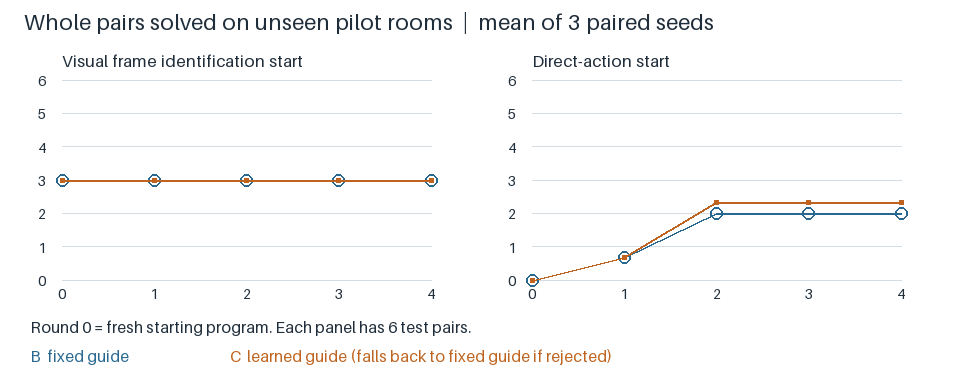 Whole pairs solved on unseen pilot rooms | mean of 3 paired seeds
Visual frame identification start
6
5
4
3
2
1
0
0 1 2 3 4
Direct-action start
6
5
4
3
2
1
0
0 1 2 3 4
Round 0 = fresh starting program. Each panel has 6 test pairs.
B fixed guide
C learned guide (falls back to fixed guide if rejected)